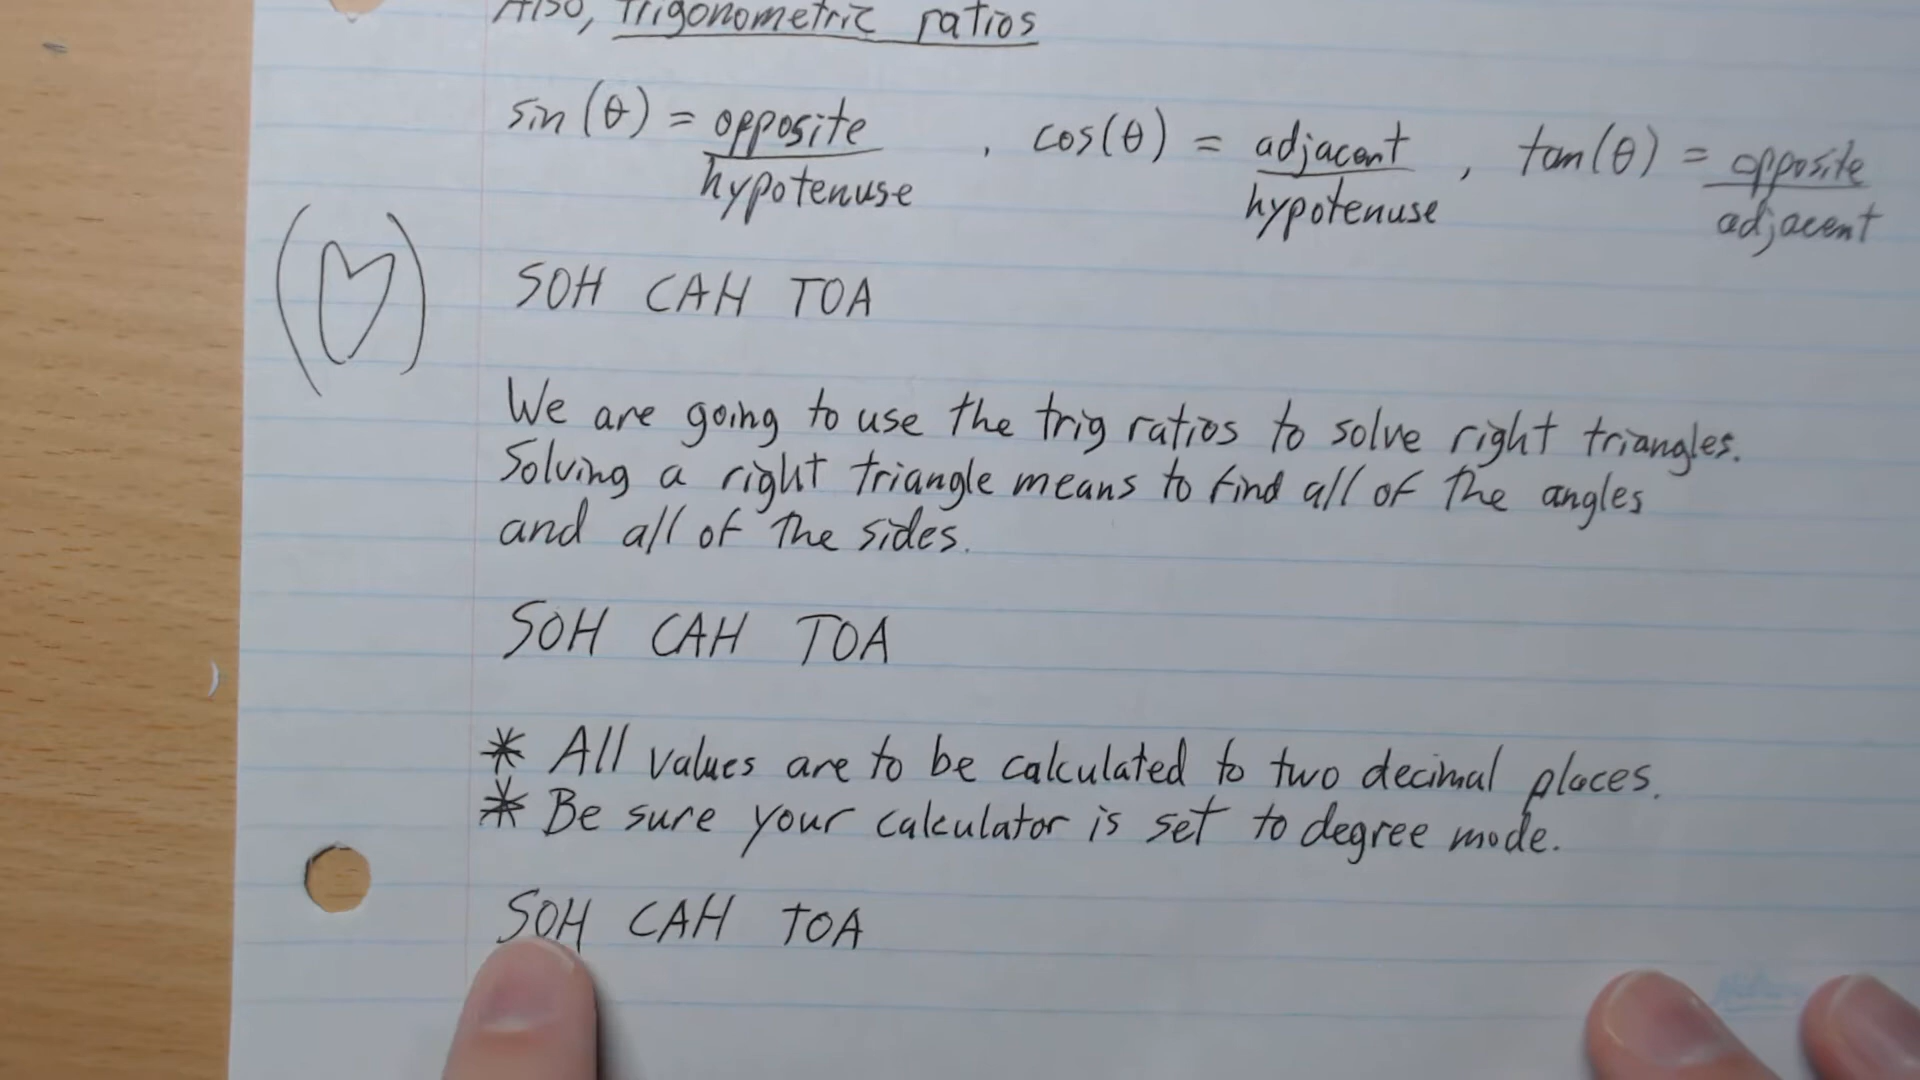 Also, Trigonometric ratios
sin(θ) = opposite/hypotenuse , cos(θ) = adjacent/hypotenuse , tan(θ) = opposite/adjacent
SOH CAH TOA
We are going to use the trig ratios to solve right triangles.
Solving a right triangle means to find all of the angles
and all of the sides.
SOH CAH TOA
* All values are to be calculated to two decimal places.
* Be sure your calculator is set to degree mode.
SOH CAH TOA